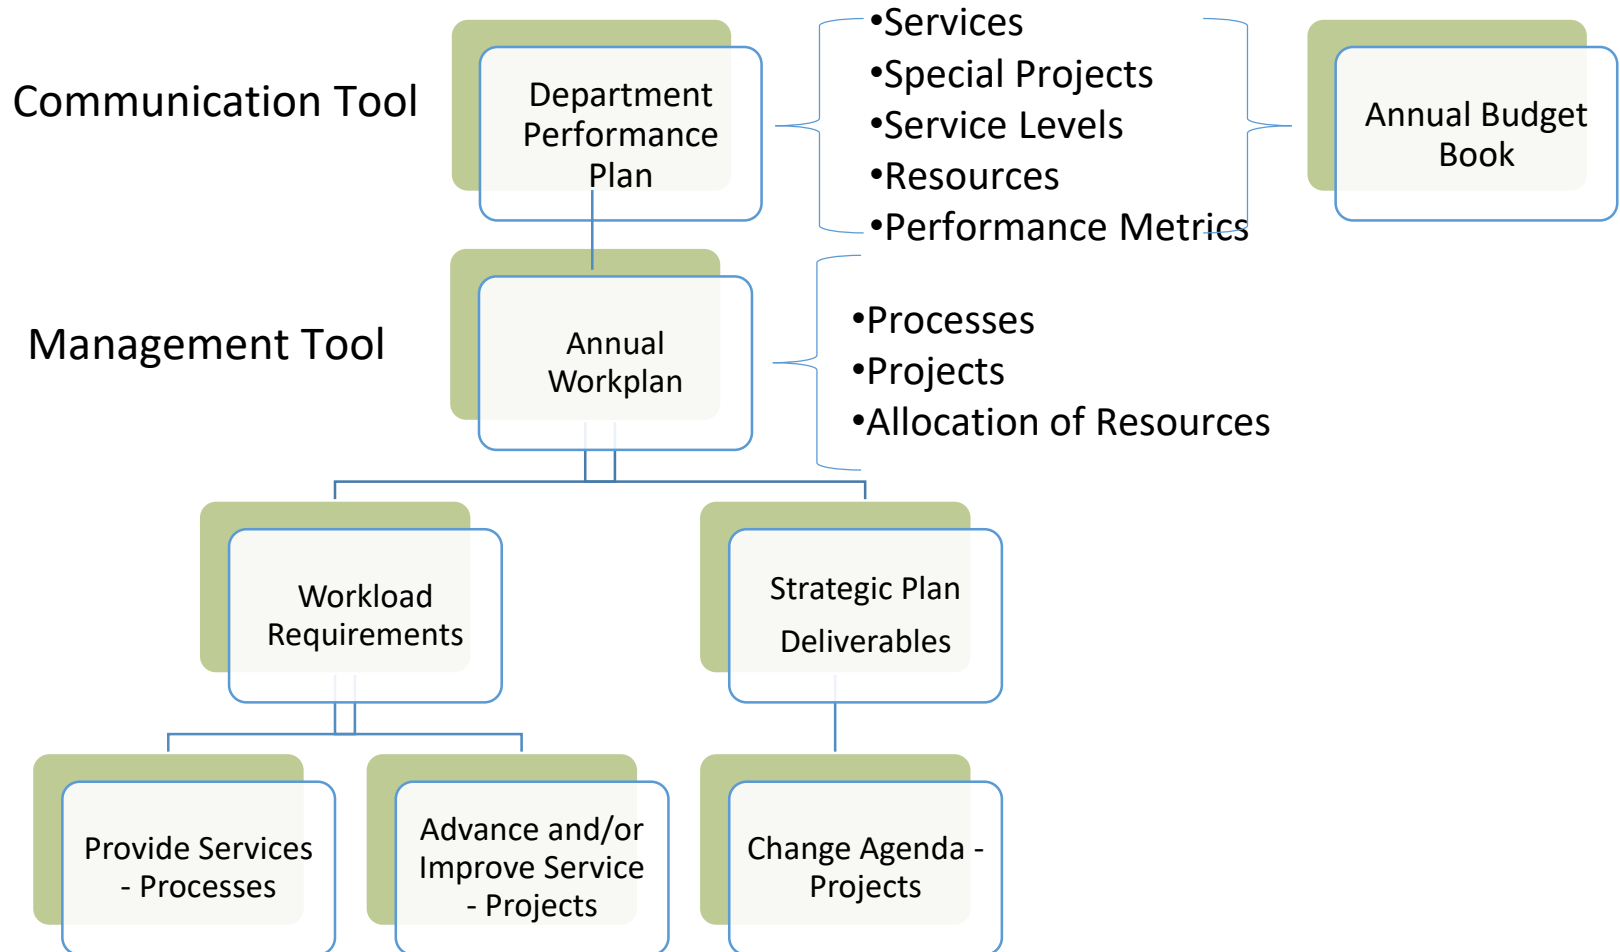 Communication Tool
Department
Performance
Plan
•Services
•Special Projects
•Service Levels
•Resources
•Performance Metrics
Annual Budget
Book
Management Tool
Annual
Workplan
•Processes
•Projects
•Allocation of Resources
Workload
Requirements
Strategic Plan
Deliverables
Provide Services
- Processes
Advance and/or
Improve Service
- Projects
Change Agenda -
Projects